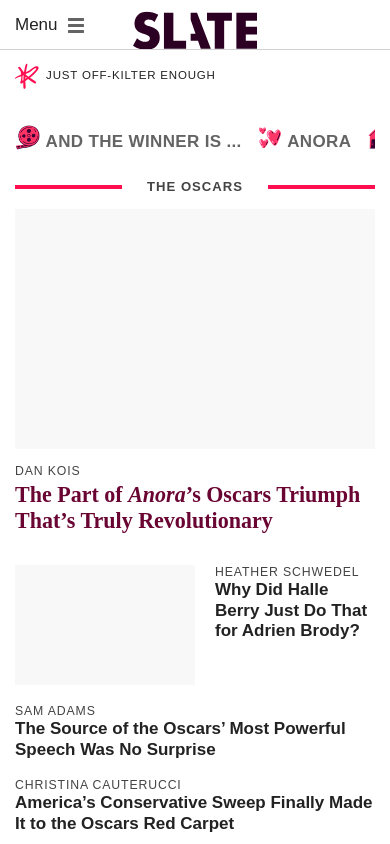 Menu
SLATE
JUST OFF-KILTER ENOUGH
AND THE WINNER IS ...
ANORA
THE OSCARS
DAN KOIS
The Part of Anora’s Oscars Triumph
That’s Truly Revolutionary
HEATHER SCHWEDEL
Why Did Halle
Berry Just Do That
for Adrien Brody?
SAM ADAMS
The Source of the Oscars’ Most Powerful
Speech Was No Surprise
CHRISTINA CAUTERUCCI
America’s Conservative Sweep Finally Made
It to the Oscars Red Carpet